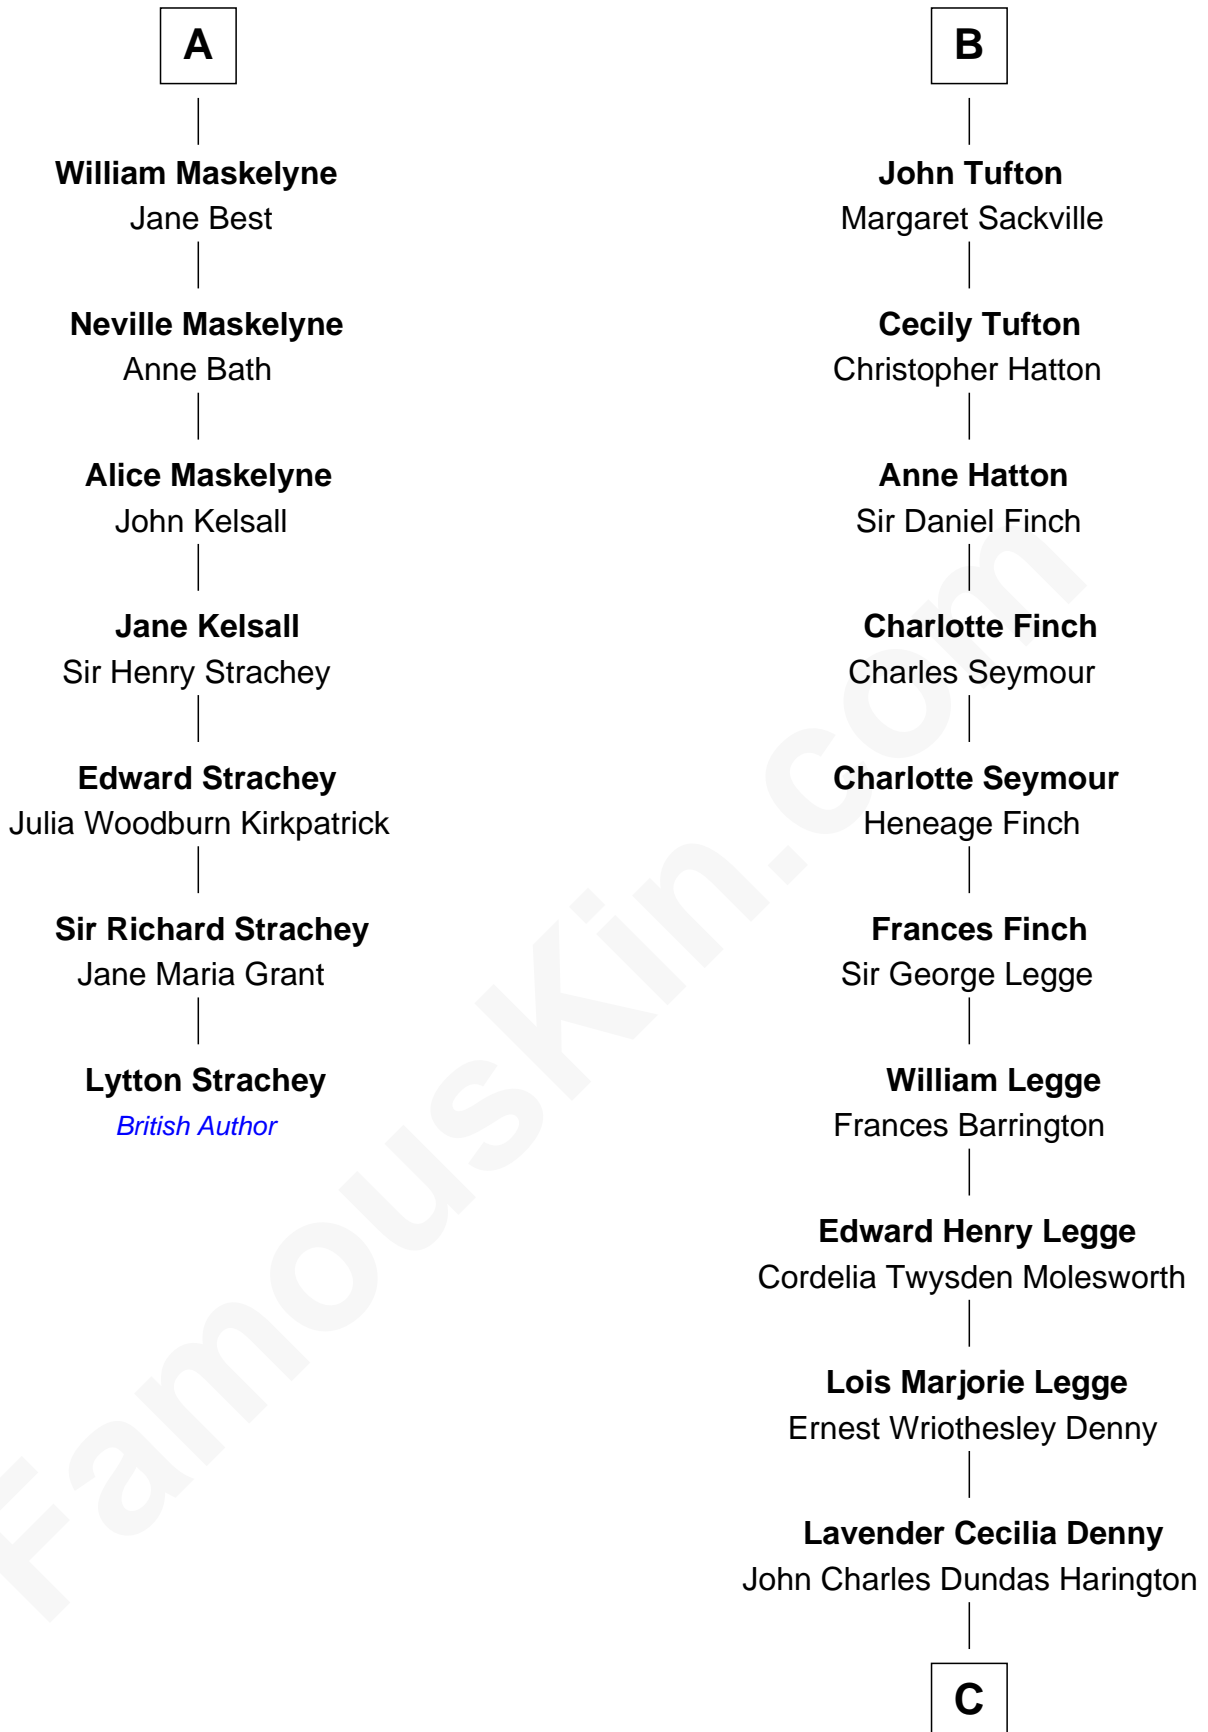 A
William Maskelyne
Jane Best
Neville Maskelyne
Anne Bath
Alice Maskelyne
John Kelsall
Jane Kelsall
Sir Henry Strachey
Edward Strachey
Julia Woodburn Kirkpatrick
Sir Richard Strachey
Jane Maria Grant
Lytton Strachey
British Author
B
John Tufton
Margaret Sackville
Cecily Tufton
Christopher Hatton
Anne Hatton
Sir Daniel Finch
Charlotte Finch
Charles Seymour
Charlotte Seymour
Heneage Finch
Frances Finch
Sir George Legge
William Legge
Frances Barrington
Edward Henry Legge
Cordelia Twysden Molesworth
Lois Marjorie Legge
Ernest Wriothesley Denny
Lavender Cecilia Denny
John Charles Dundas Harington
C
FamousKin.com